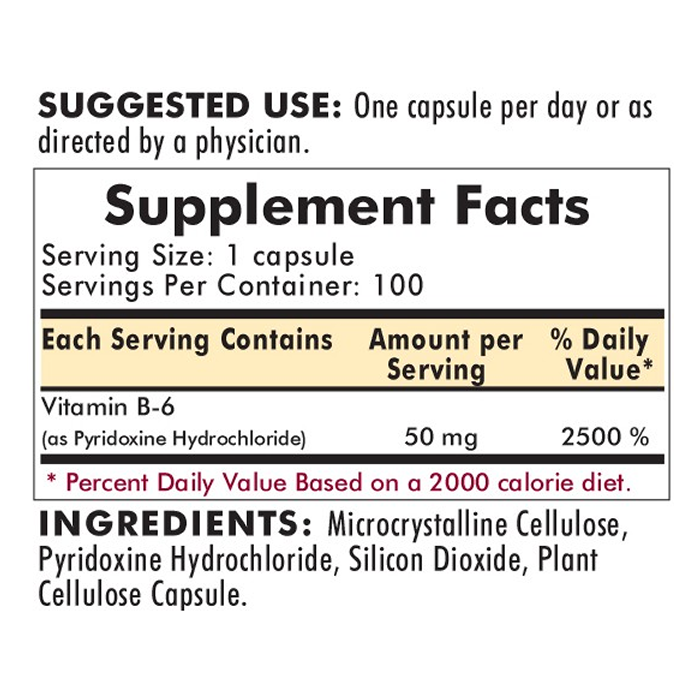 SUGGESTED USE: One capsule per day or as
directed by a physician.
Supplement Facts
Serving Size: 1 capsule
Servings Per Container: 100
Each Serving Contains Amount per % Daily
Serving Value*
Vitamin B-6
(as Pyridoxine Hydrochloride) 50 mg 2500 %
* Percent Daily Value Based on a 2000 calorie diet.
INGREDIENTS: Microcrystalline Cellulose,
Pyridoxine Hydrochloride, Silicon Dioxide, Plant
Cellulose Capsule.